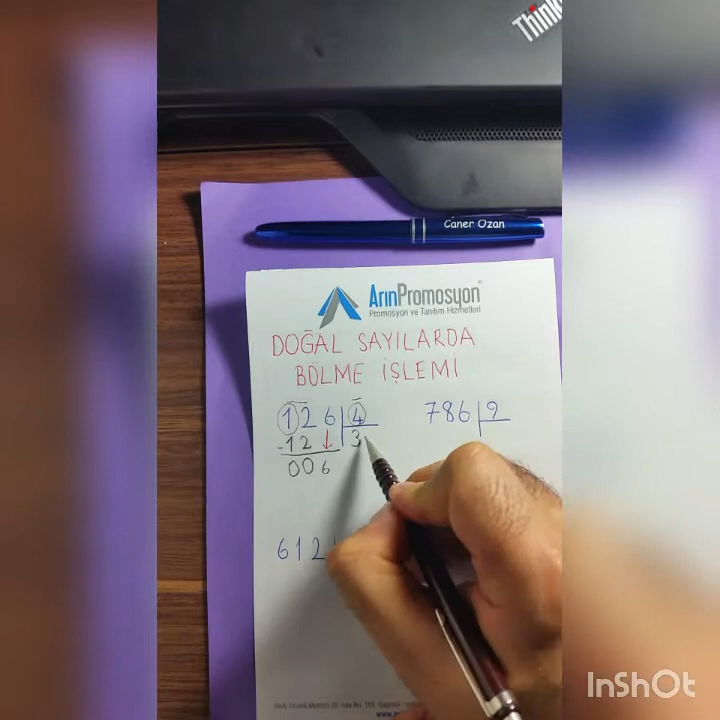 Think
Caner Ozan
ArınPromosyon
Promosyon ve Tanıtım Hizmetleri
DOĞAL SAYILARDA
BÖLME İŞLEMİ
126 4
-12 3
006
786 9
612
InShOt